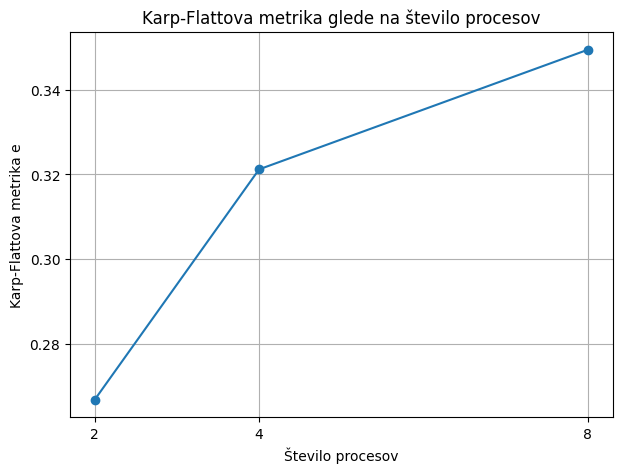 Karp-Flattova metrika glede na število procesov
Karp-Flattova metrika e
0.34
0.32
0.30
0.28
2
4
8
Število procesov